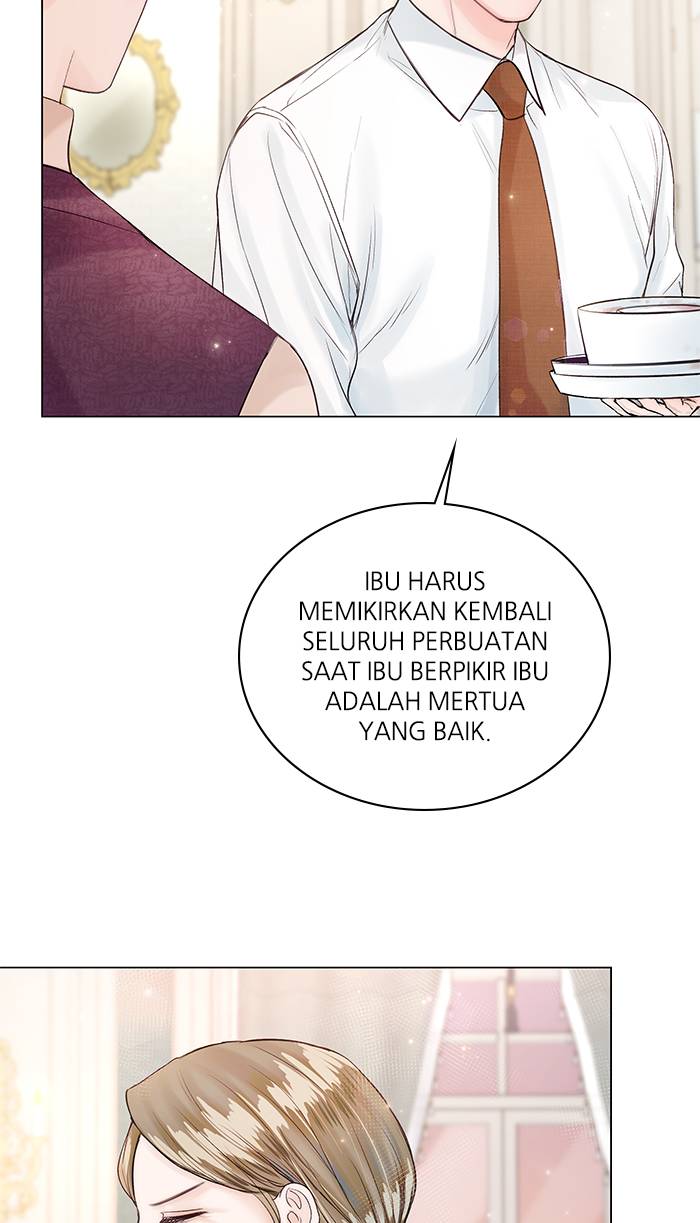 IBU HARUS
MEMIKIRKAN KEMBALI
SELURUH PERBUATAN
SAAT IBU BERPIKIR IBU
ADALAH MERTUA
YANG BAIK.